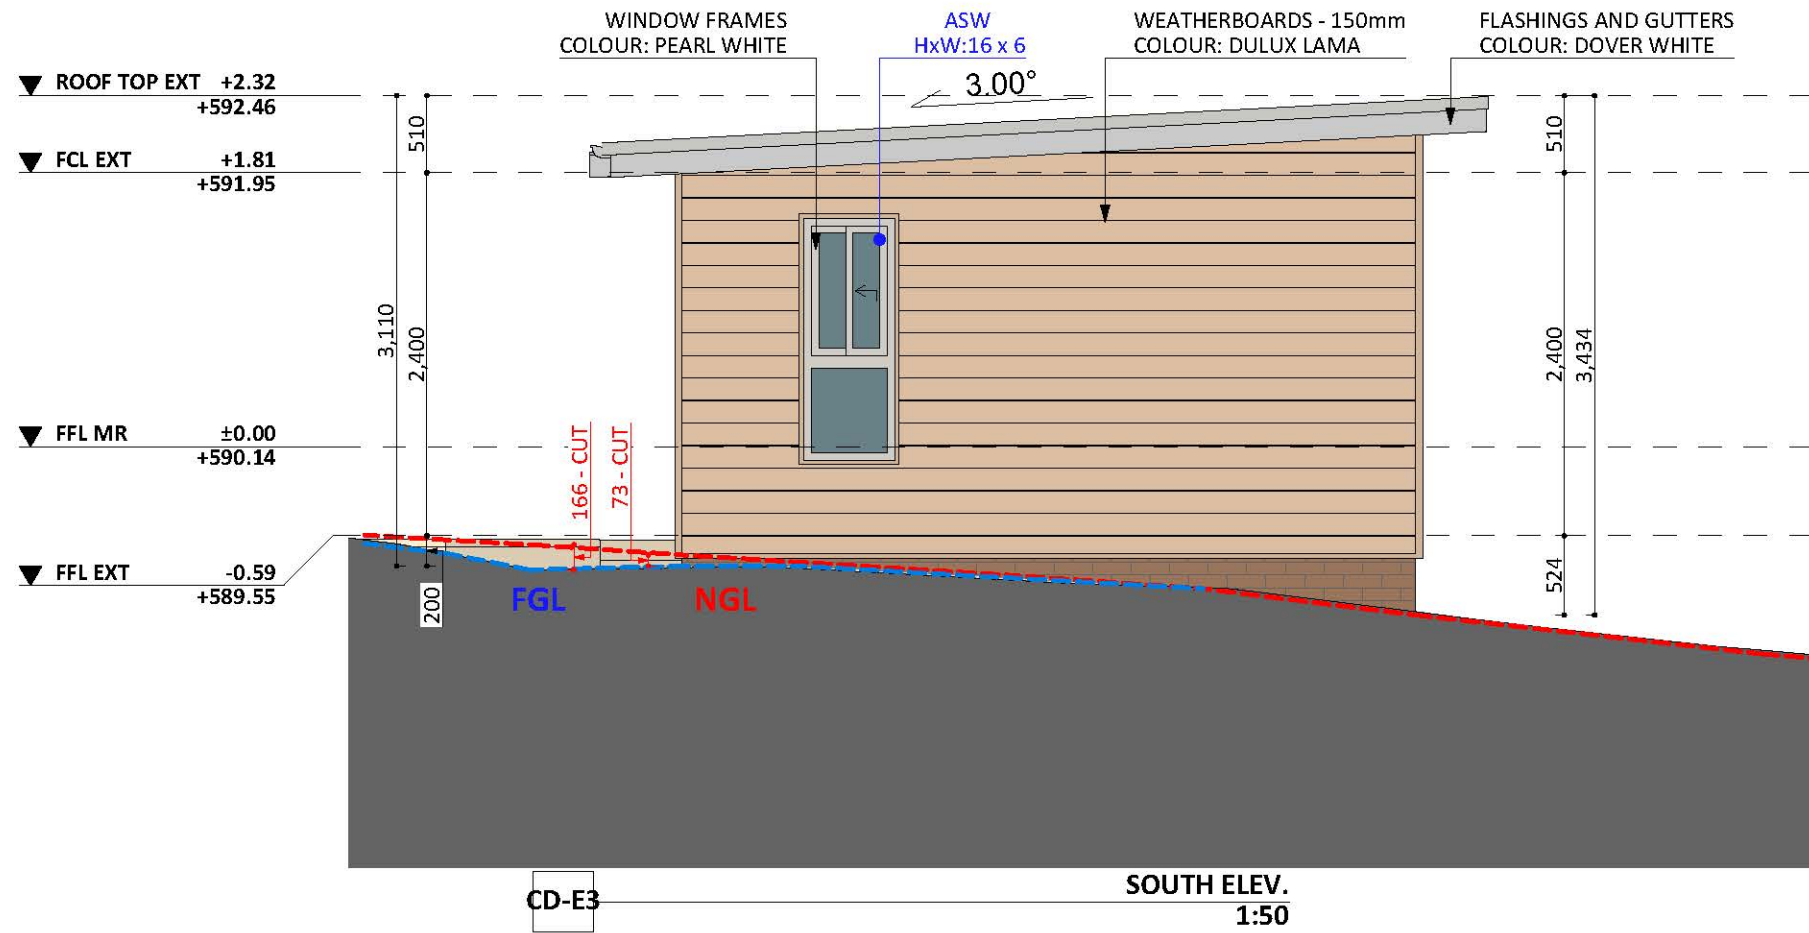 WINDOW FRAMES
COLOUR: PEARL WHITE
ASW
HxW:16 x 6
WEATHERBOARDS - 150mm
COLOUR: DULUX LAMA
FLASHINGS AND GUTTERS
COLOUR: DOVER WHITE
3.00°
ROOF TOP EXT +2.32
+592.46
FCL EXT +1.81
+591.95
FFL MR ±0.00
+590.14
FFL EXT -0.59
+589.55
510
3,110
2,400
200
166 - CUT
73 - CUT
510
2,400
3,434
524
FGL
NGL
CD-E3
SOUTH ELEV.
1:50